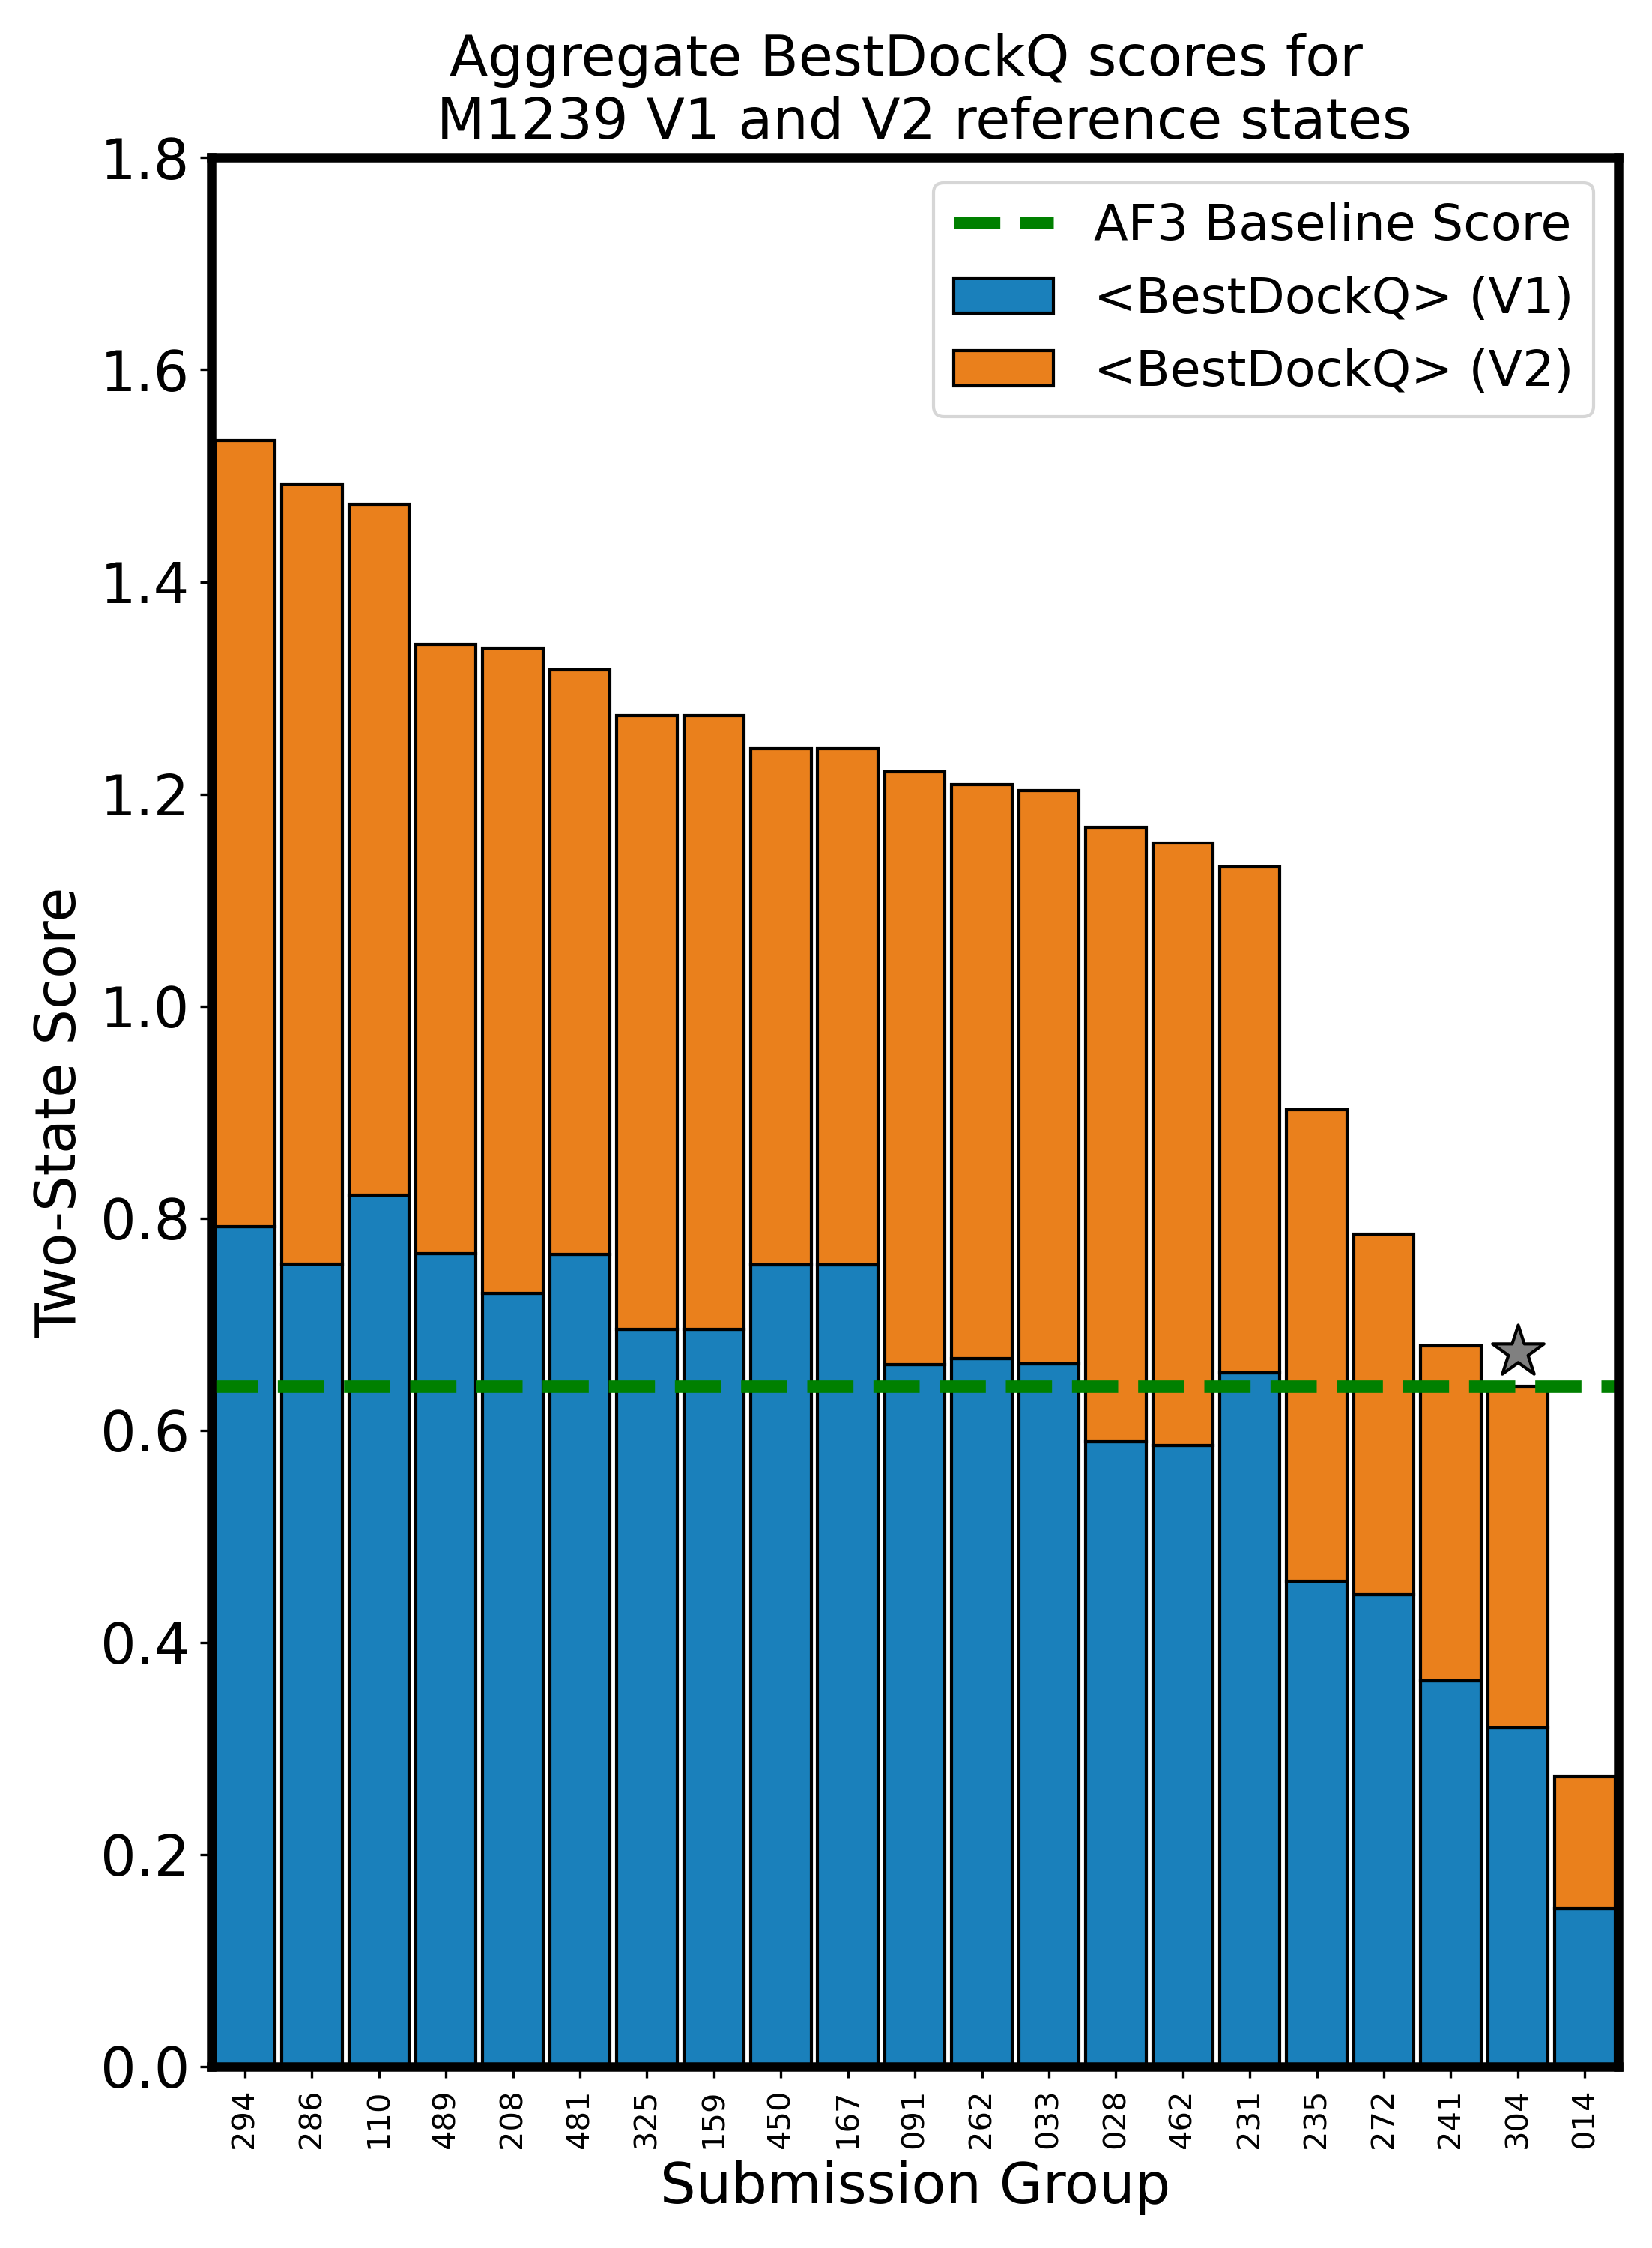 Aggregate BestDockQ scores for
M1239 V1 and V2 reference states
AF3 Baseline Score
<BestDockQ> (V1)
<BestDockQ> (V2)
Two-State Score
1.8
1.6
1.4
1.2
1.0
0.8
0.6
0.4
0.2
0.0
294 286 110 489 208 481 325 159 450 167 091 262 033 028 462 231 235 272 241 304 014
Submission Group